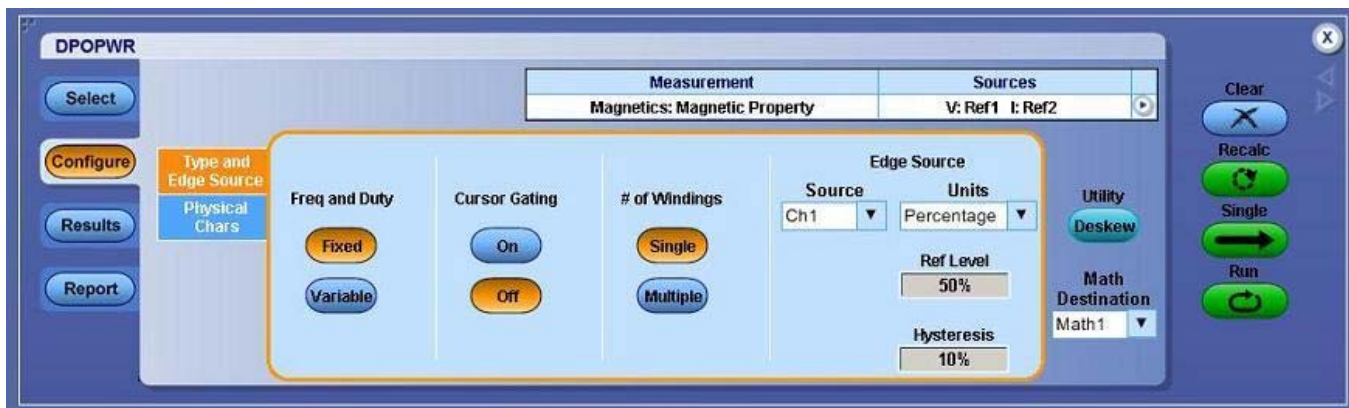 DPOPWR
X
Select
Configure
Results
Report
Measurement Sources
Magnetics: Magnetic Property V: Ref1 I: Ref2
Type and
Edge Source
Physical
Chars
Freq and Duty
Fixed
Variable
Cursor Gating
On
Off
# of Windings
Single
Multiple
Edge Source
Source Units
Ch1 Percentage
Ref Level
50%
Hysteresis
10%
Utility
Deskew
Math
Destination
Math1
Clear
Recalc
Single
Run